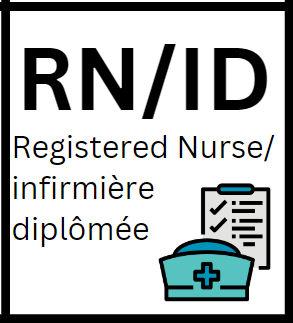 RN/ID
Registered Nurse/
infirmière
diplômée